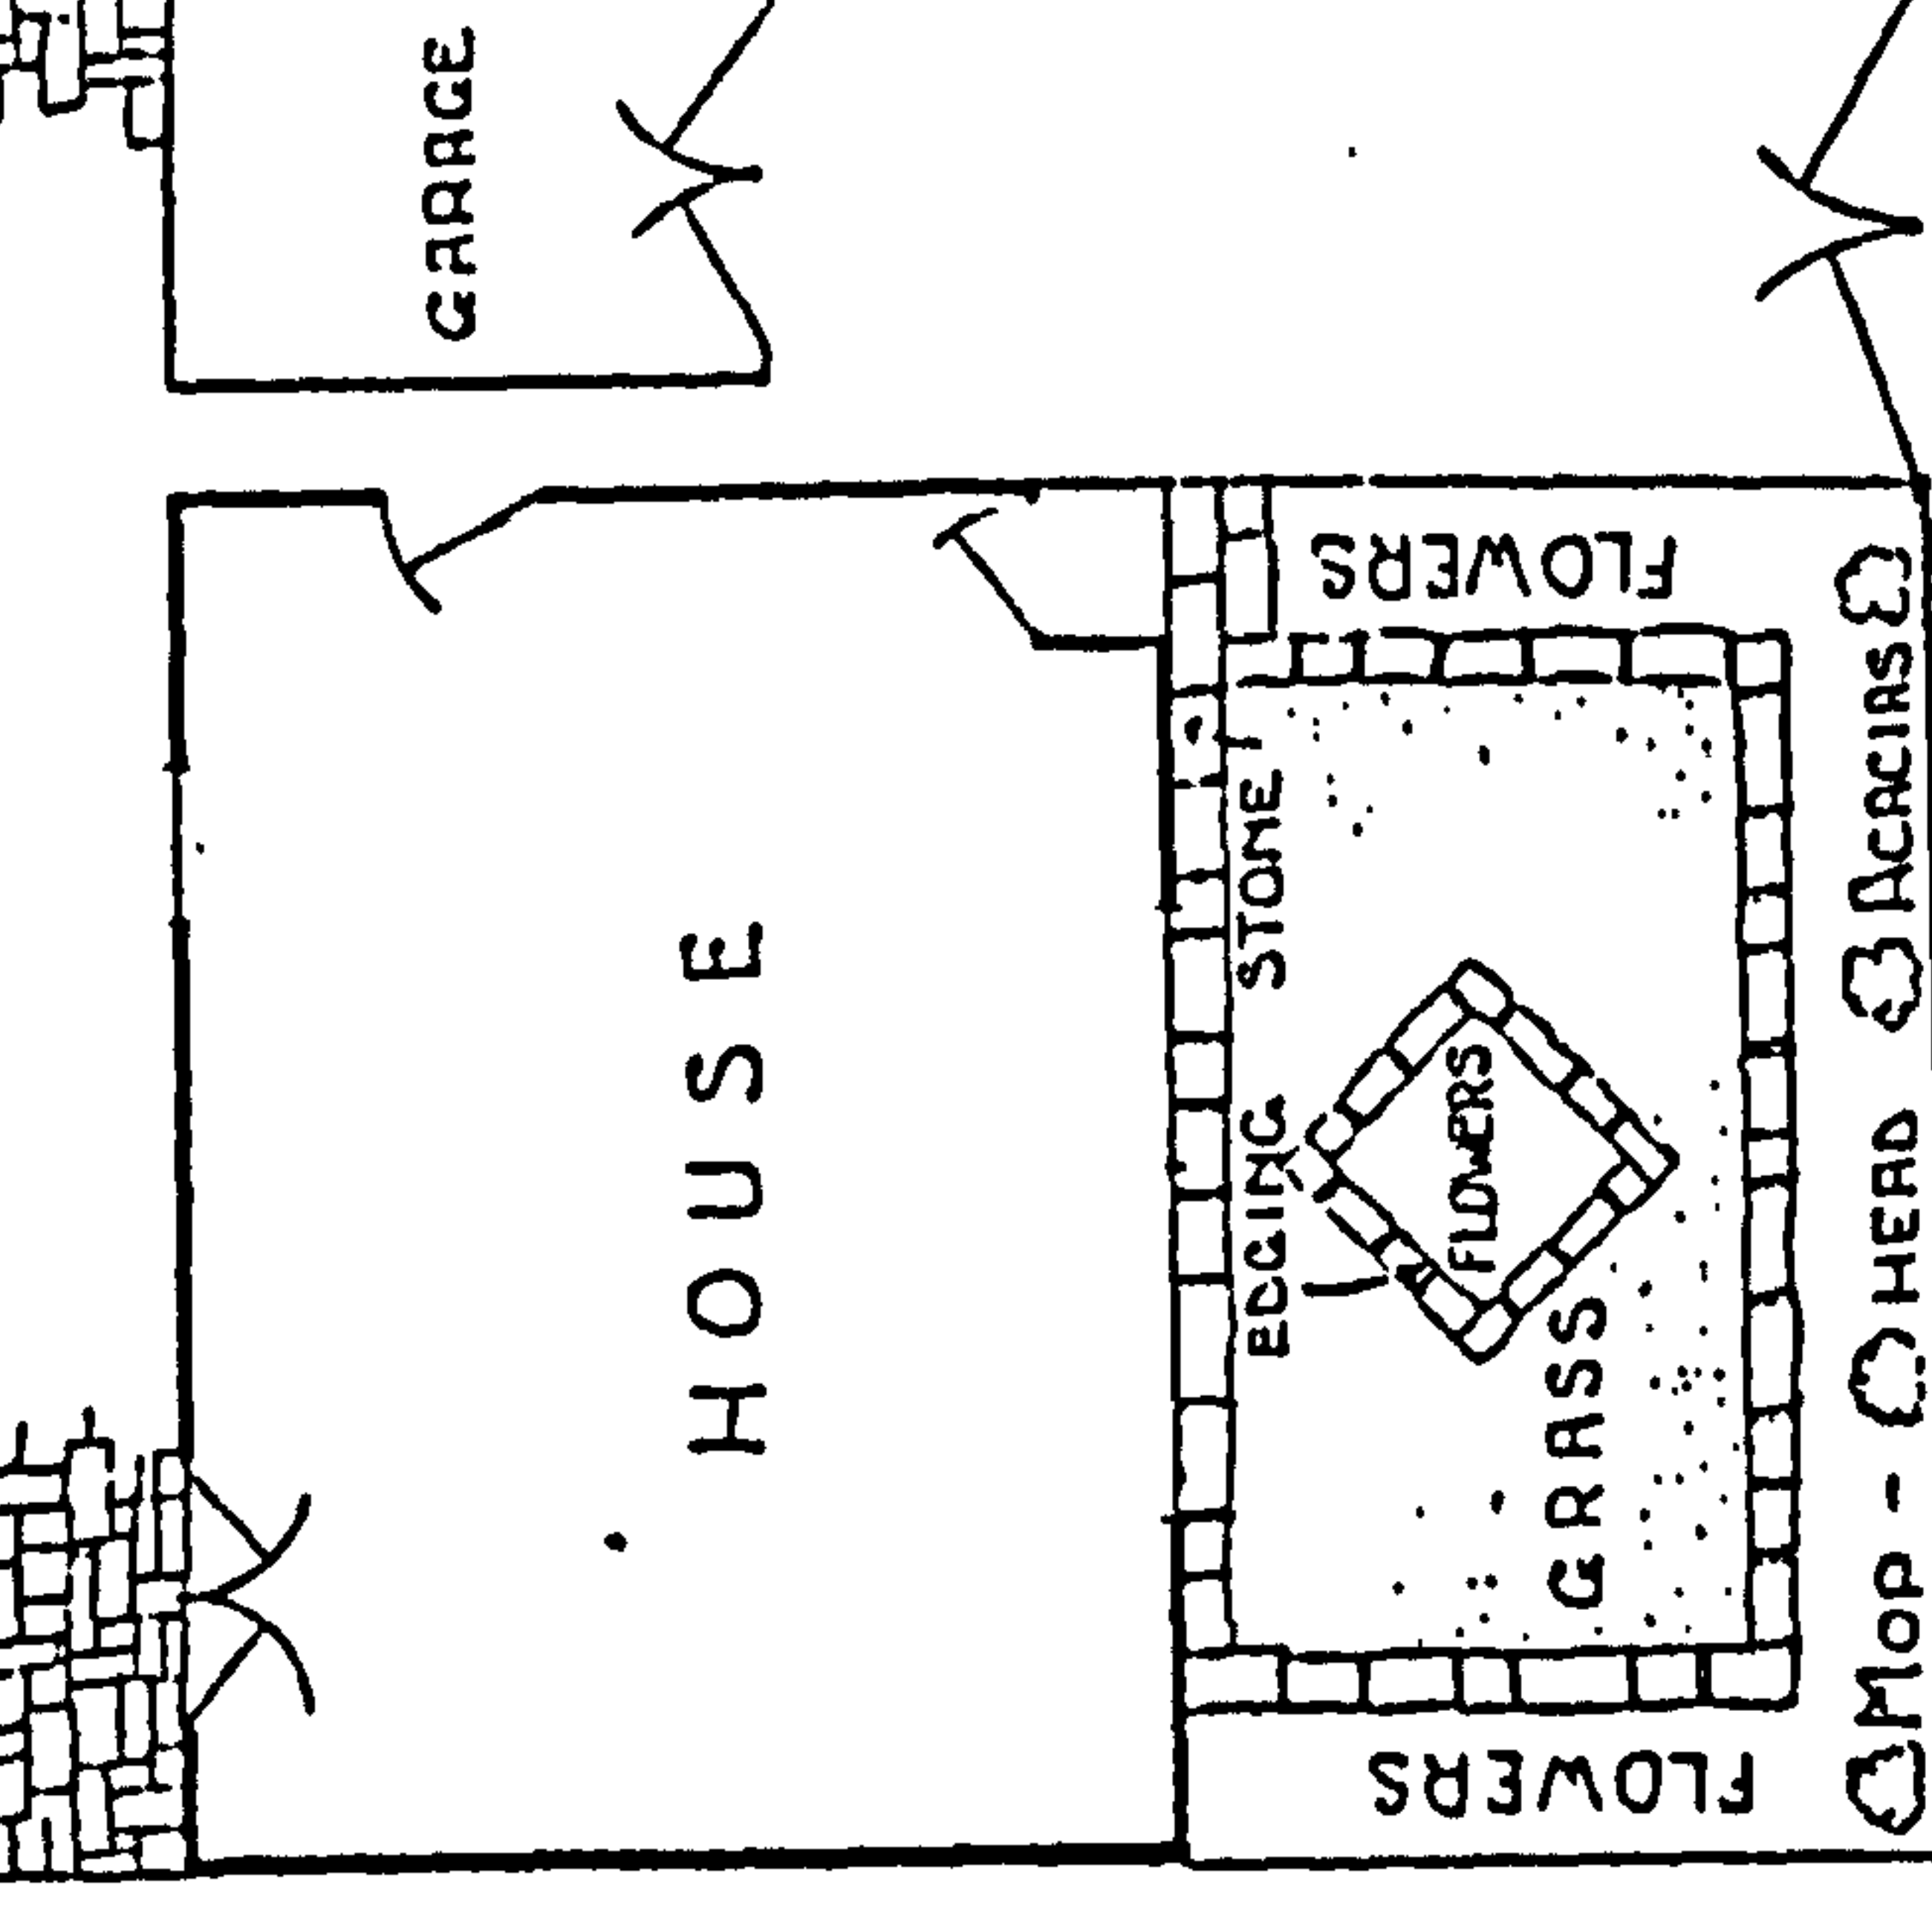 GARAGE
HOUSE
STONE
EDGING
FLOWERS
FLOWERS
GRASS
FLOWERS
MOP - HEAD ACACIAS